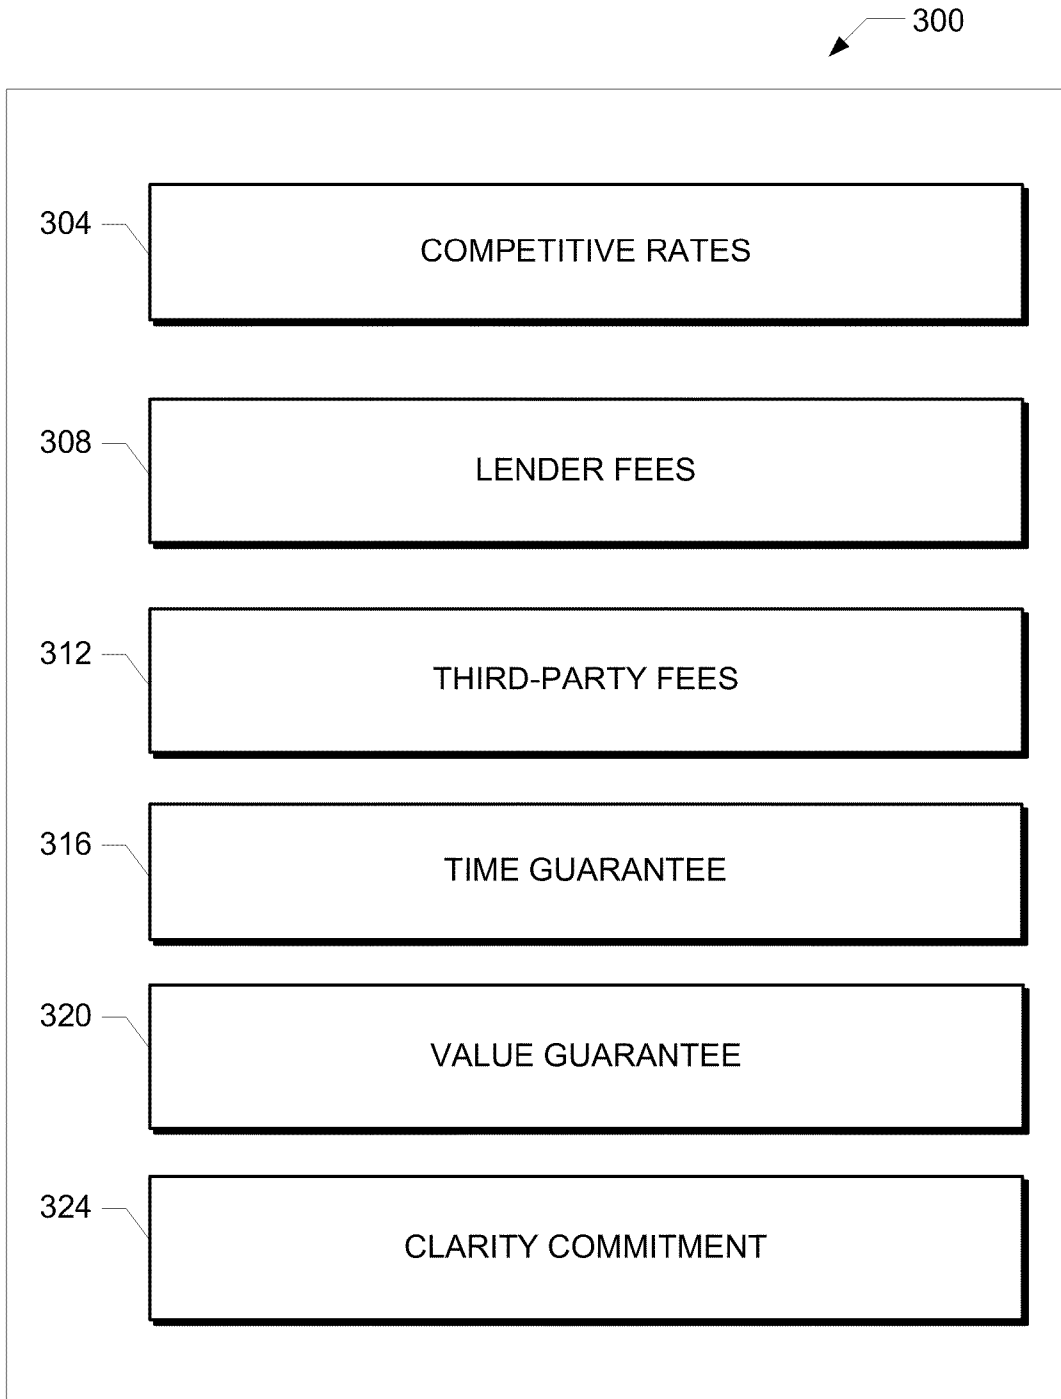 300
304
COMPETITIVE RATES
308
LENDER FEES
312
THIRD-PARTY FEES
316
TIME GUARANTEE
320
VALUE GUARANTEE
324
CLARITY COMMITMENT